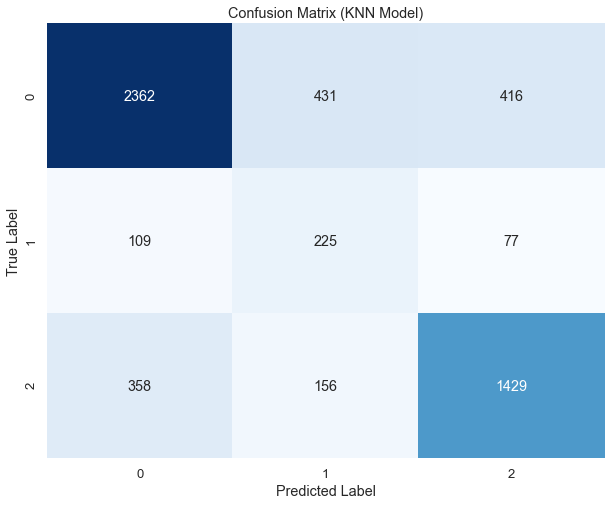 Confusion Matrix (KNN Model)
True Label
0
2362 431 416
1
109 225 77
2
358 156 1429
0 1 2
Predicted Label